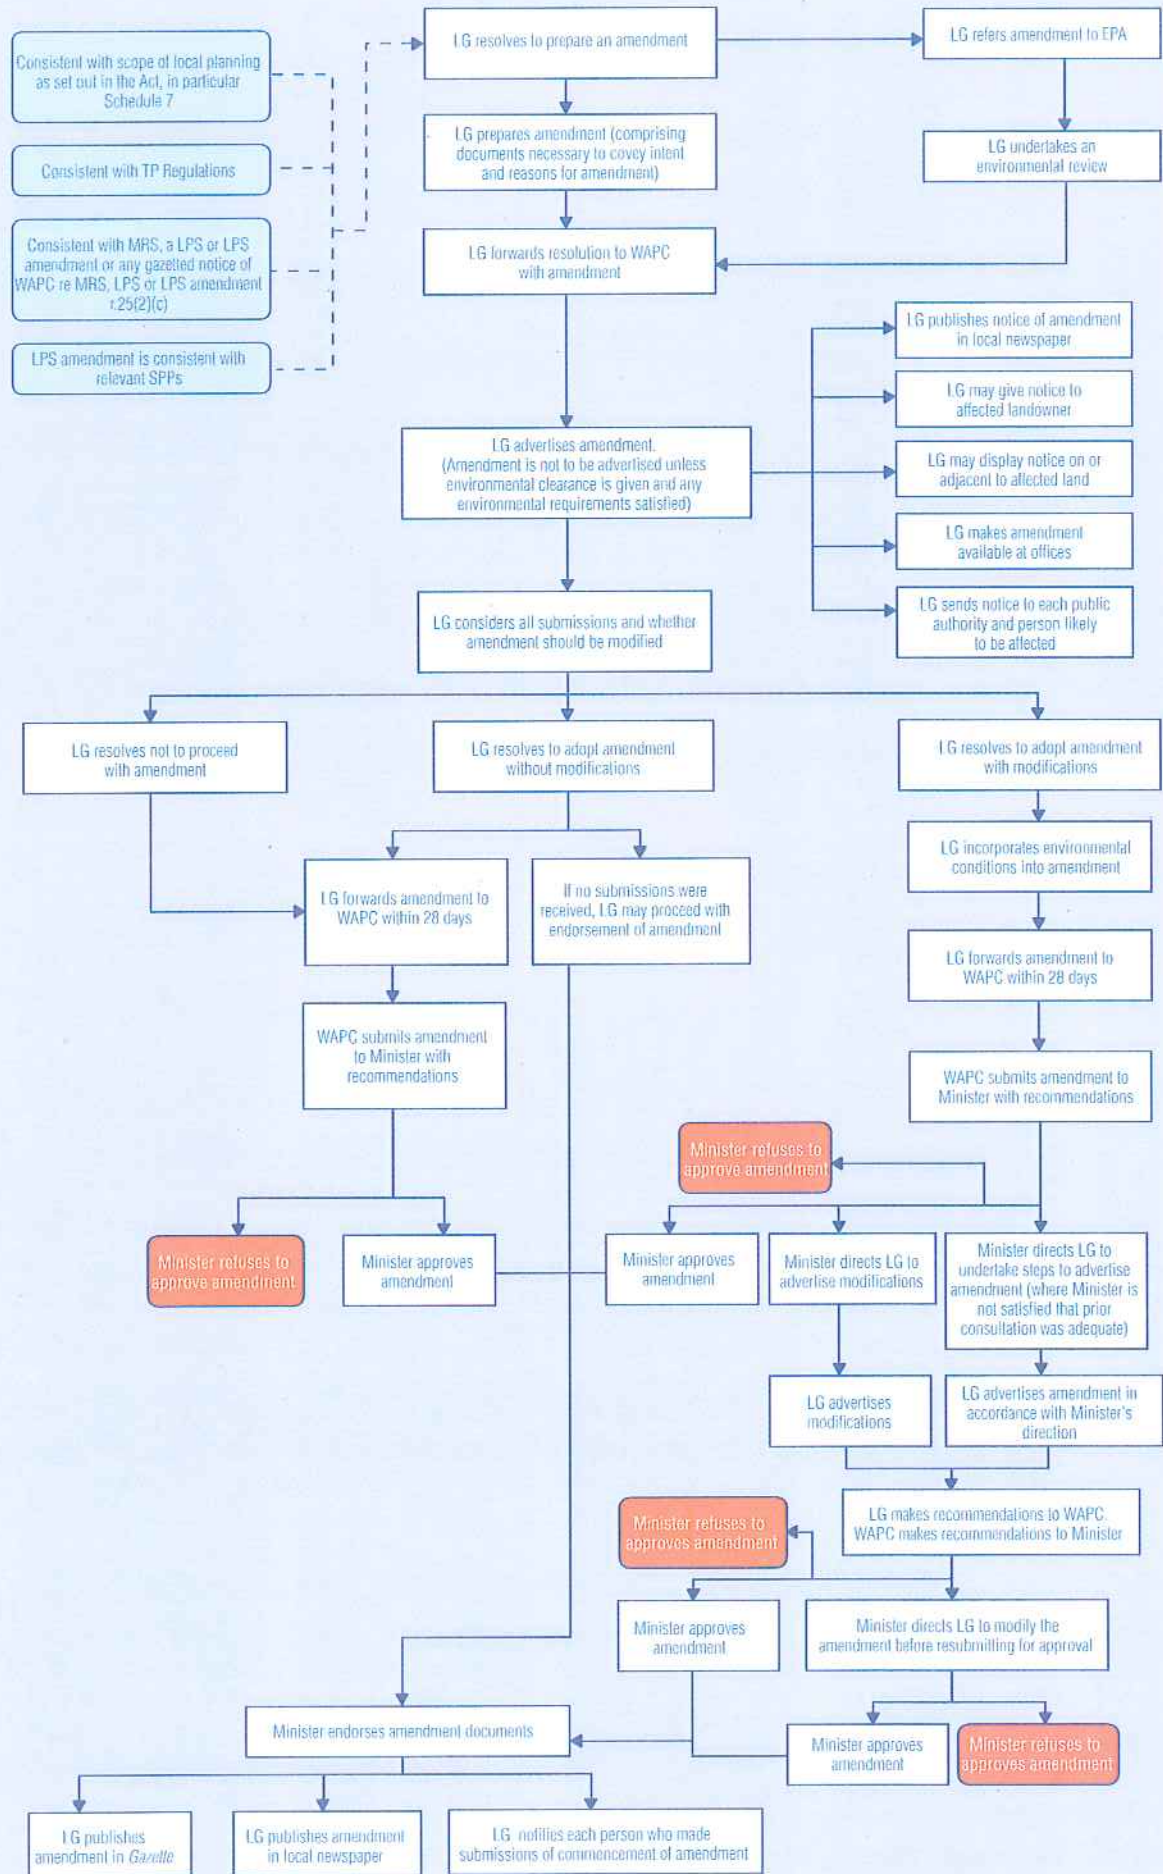 LG resolves to prepare an amendment
LG refers amendment to EPA
Consistent with scope of local planning
as set out in the Act, in particular
Schedule 7
LG prepares amendment (comprising
documents necessary to covey intent
and reasons for amendment)
LG undertakes an
environmental review
Consistent with TP Regulations
Consistent with MRS, a LPS or LPS
amendment or any gazetted notice of
WAPC re MRS, LPS or LPS amendment
r.25(2)(c)
LG forwards resolution to WAPC
with amendment
LPS amendment is consistent with
relevant SPPs
LG publishes notice of amendment
in local newspaper
LG may give notice to
affected landowner
LG advertises amendment.
(Amendment is not to be advertised unless
environmental clearance is given and any
environmental requirements satisfied)
LG may display notice on or
adjacent to affected land
LG makes amendment
available at offices
LG sends notice to each public
authority and person likely
to be affected
LG considers all submissions and whether
amendment should be modified
LG resolves not to proceed
with amendment
LG resolves to adopt amendment
without modifications
LG resolves to adopt amendment
with modifications
LG incorporates environmental
conditions into amendment
LG forwards amendment to
WAPC within 28 days
If no submissions were
received, LG may proceed with
endorsement of amendment
LG forwards amendment to
WAPC within 28 days
WAPC submits amendment
to Minister with
recommendations
WAPC submits amendment to
Minister with recommendations
Minister refuses to
approve amendment
Minister refuses to
approve amendment
Minister approves
amendment
Minister approves
amendment
Minister directs LG to
advertise modifications
Minister directs LG to
undertake steps to advertise
amendment (where Minister is
not satisfied that prior
consultation was adequate)
LG advertises
modifications
LG advertises amendment in
accordance with Minister's
direction
LG makes recommendations to WAPC.
WAPC makes recommendations to Minister
Minister refuses to
approves amendment
Minister approves
amendment
Minister directs LG to modify the
amendment before resubmitting for approval
Minister endorses amendment documents
Minister approves
amendment
Minister refuses to
approves amendment
LG publishes
amendment in Gazette
LG publishes amendment
in local newspaper
LG notifies each person who made
submissions of commencement of amendment